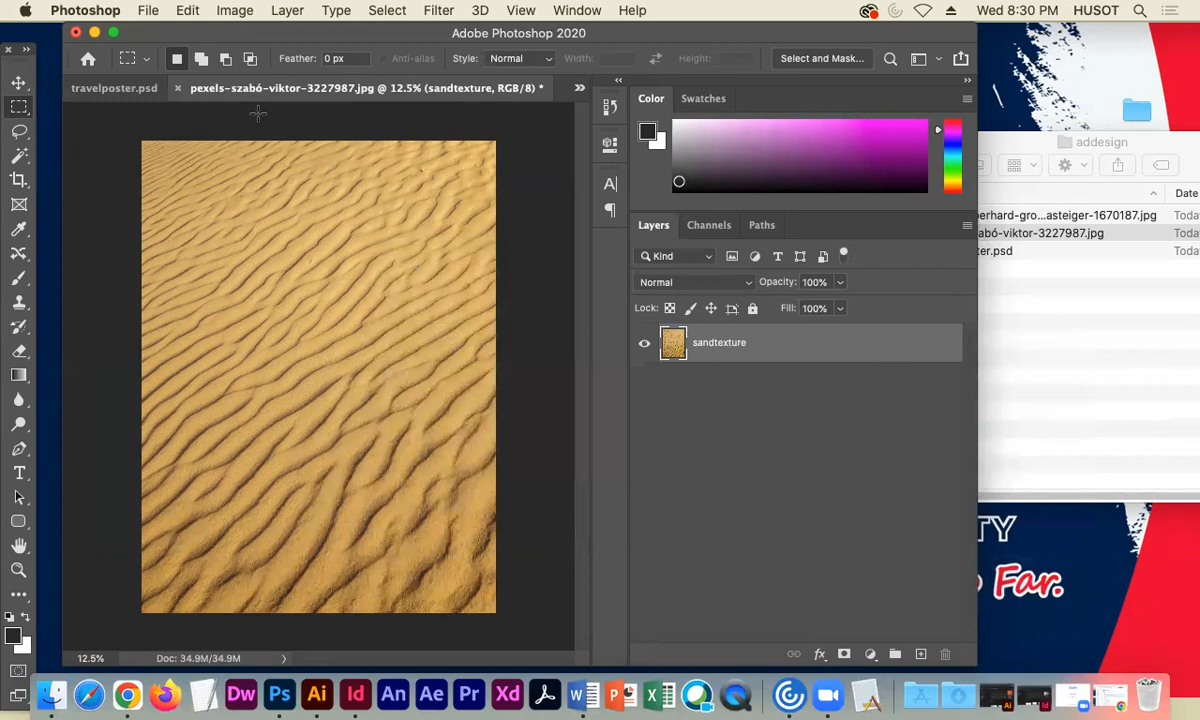 Photoshop File Edit Image Layer Type Select Filter 3D View Window Help Wed 8:30 PM HUSOT
Adobe Photoshop 2020
Feather: 0 px Anti-alias Style: Normal Width: Height: Select and Mask...
travelposter.psd × pexels-szabó-viktor-3227987.jpg @ 12.5% (sandtexture, RGB/8) *
Color Swatches
addesign
Date
Layers Channels Paths
erhard-gro...asteiger-1670187.jpg Toda
szabó-viktor-3227987.jpg Toda
ter.psd Toda
Kind
Normal Opacity: 100%
Lock: Fill: 100%
sandtexture
TY
Far.
12.5% Doc: 34.9M/34.9M
Dw Ps Ai Id An Ae Pr Xd